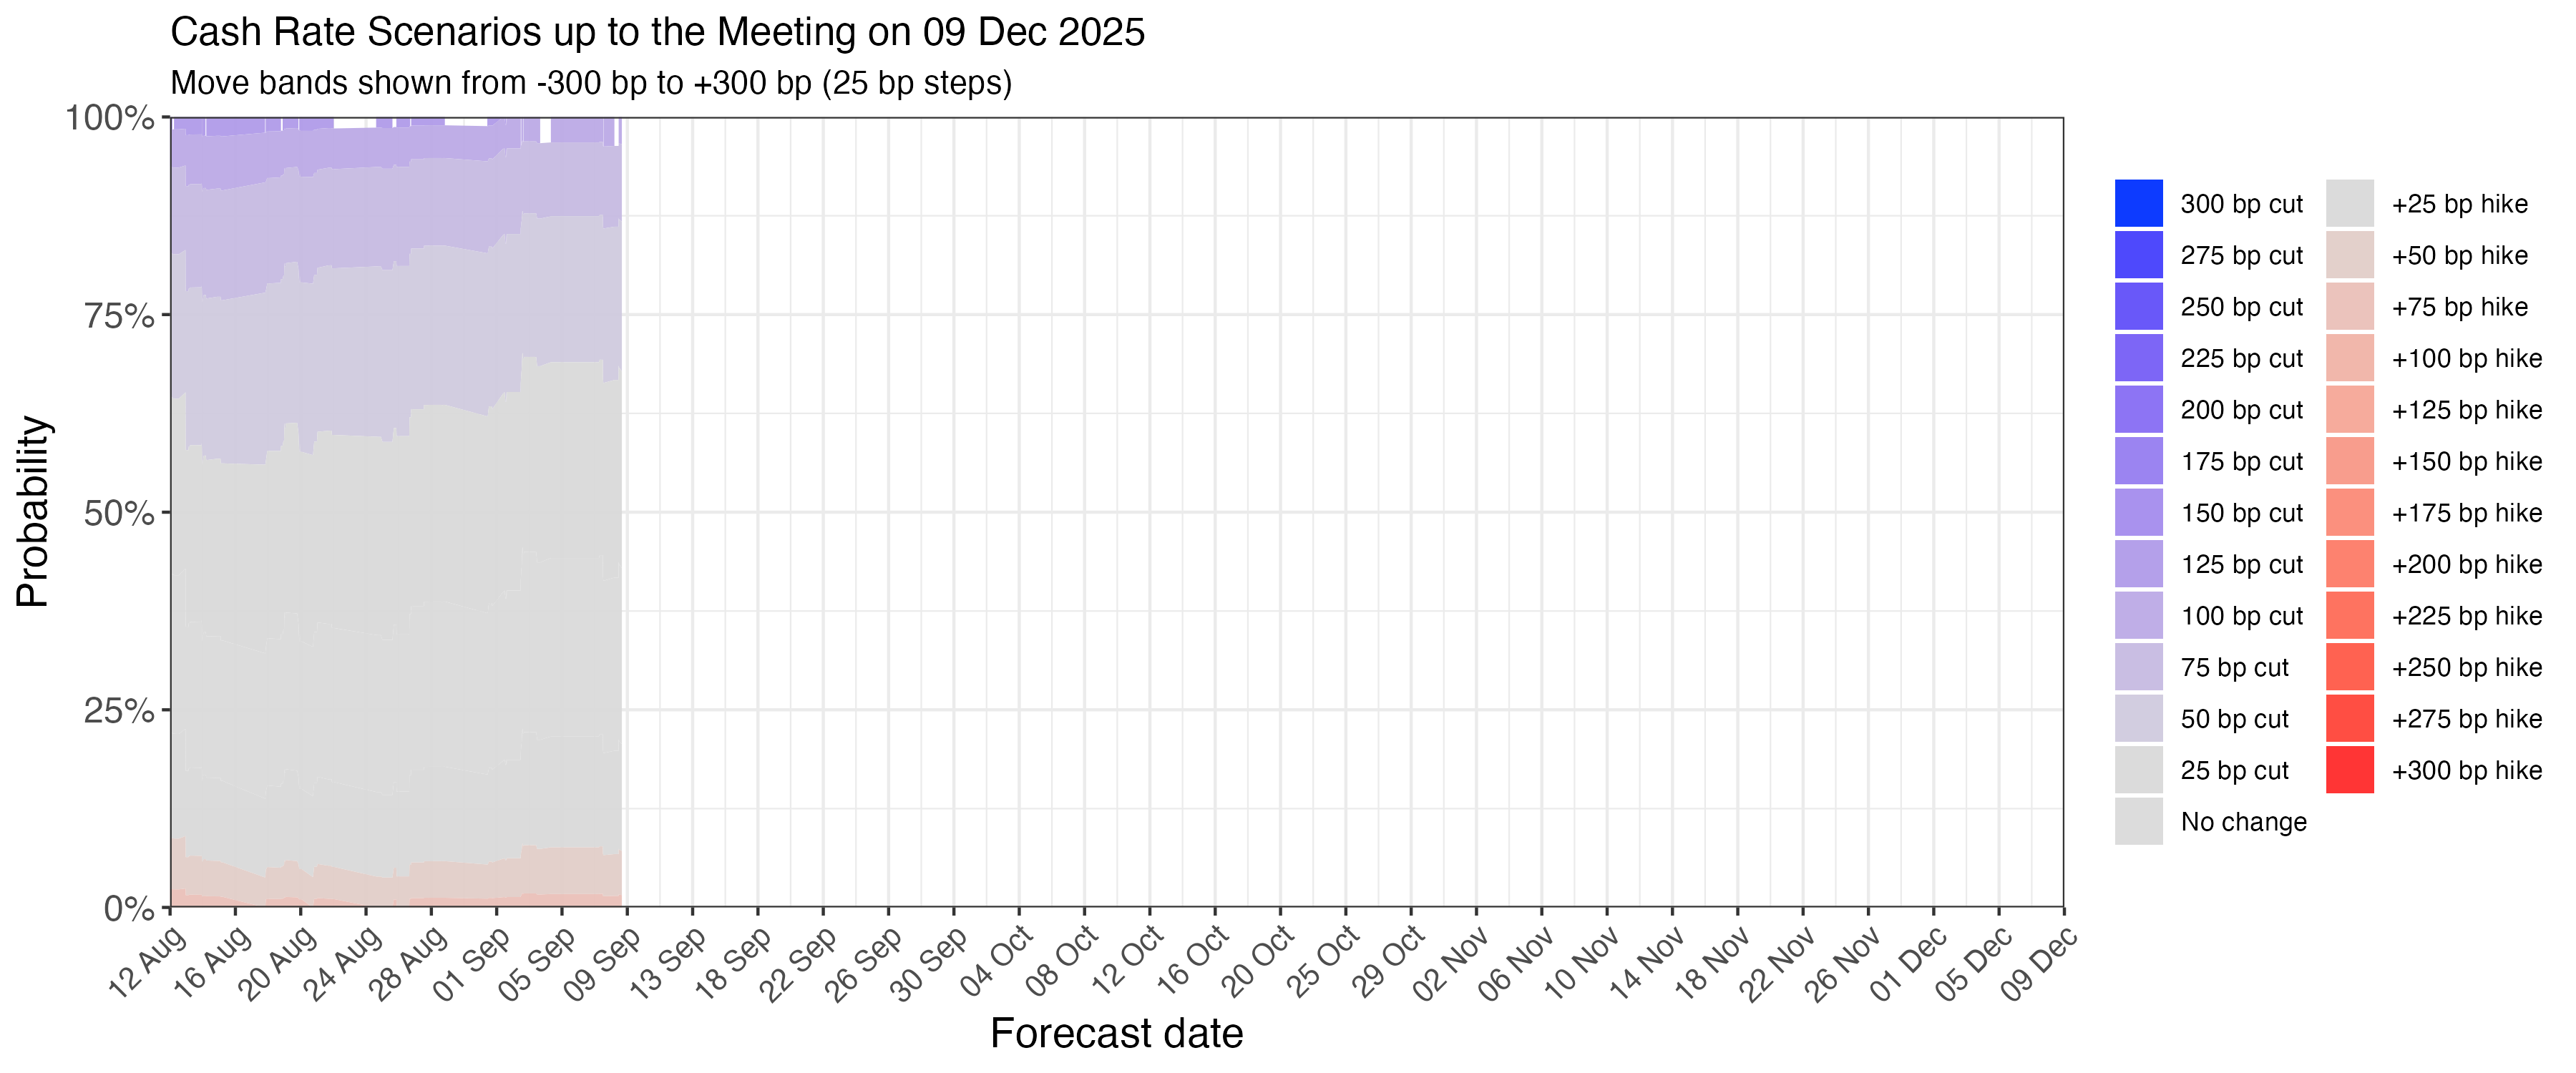 Cash Rate Scenarios up to the Meeting on 09 Dec 2025
Move bands shown from -300 bp to +300 bp (25 bp steps)
Probability
100%
75%
50%
25%
0%
12 Aug
16 Aug
20 Aug
24 Aug
28 Aug
01 Sep
05 Sep
09 Sep
13 Sep
18 Sep
22 Sep
26 Sep
30 Sep
04 Oct
08 Oct
12 Oct
16 Oct
20 Oct
25 Oct
29 Oct
02 Nov
06 Nov
10 Nov
14 Nov
18 Nov
22 Nov
26 Nov
01 Dec
05 Dec
09 Dec
Forecast date
300 bp cut
275 bp cut
250 bp cut
225 bp cut
200 bp cut
175 bp cut
150 bp cut
125 bp cut
100 bp cut
75 bp cut
50 bp cut
25 bp cut
No change
+25 bp hike
+50 bp hike
+75 bp hike
+100 bp hike
+125 bp hike
+150 bp hike
+175 bp hike
+200 bp hike
+225 bp hike
+250 bp hike
+275 bp hike
+300 bp hike